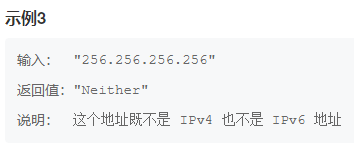 示例3
输入： "256.256.256.256"
返回值："Neither"
说明： 这个地址既不是 IPv4 也不是 IPv6 地址